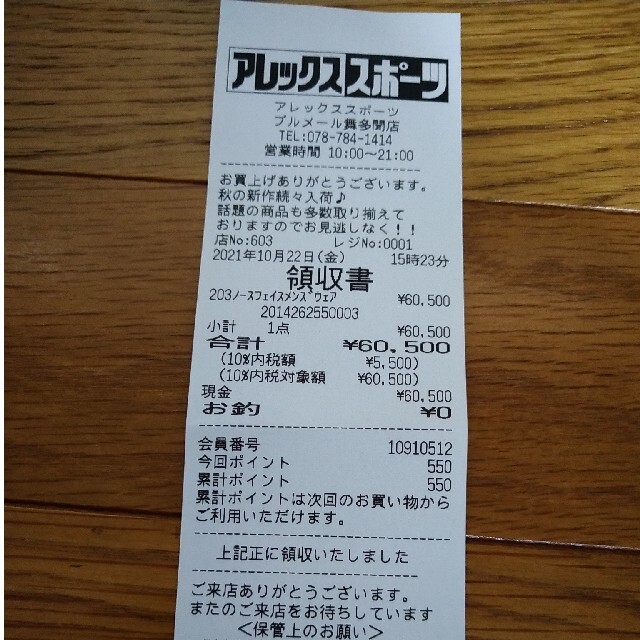 アレックススポーツ
アレックススポーツ
ブルメール舞多聞店
TEL:078-784-1414
営業時間 10:00～21:00
お買上げありがとうございます。
秋の新作続々入荷♪
話題の商品も多数取り揃えて
おりますのでお見逃しなく！！
店No:603 レジNo:0001
2021年10月22日(金) 15時23分
領収書
203ノースフェイスメンズウェア ¥60,500
2014262550003
小計 1点 ¥60,500
合計 ¥60,500
(10%内税額 ¥5,500)
(10%内税対象額 ¥60,500)
現金 ¥60,500
お釣 ¥0
会員番号 10910512
今回ポイント 550
累計ポイント 550
累計ポイントは次回のお買い物から
ご利用いただけます。
上記正に領収いたしました
ご来店ありがとうございます。
またのご来店をお待ちしています
＜保管上のお願い＞